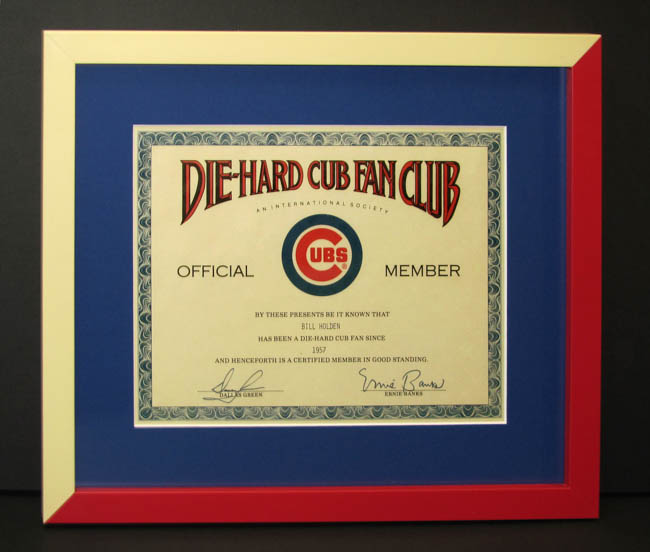 DIE-HARD CUB FAN CLUB
AN INTERNATIONAL SOCIETY
CUBS ®
OFFICIAL MEMBER
BY THESE PRESENTS BE IT KNOWN THAT
BILL HOLDEN
HAS BEEN A DIE-HARD CUB FAN SINCE
1957
AND HENCEFORTH IS A CERTIFIED MEMBER IN GOOD STANDING.
Ernie Banks
DALLAS GREEN ERNIE BANKS